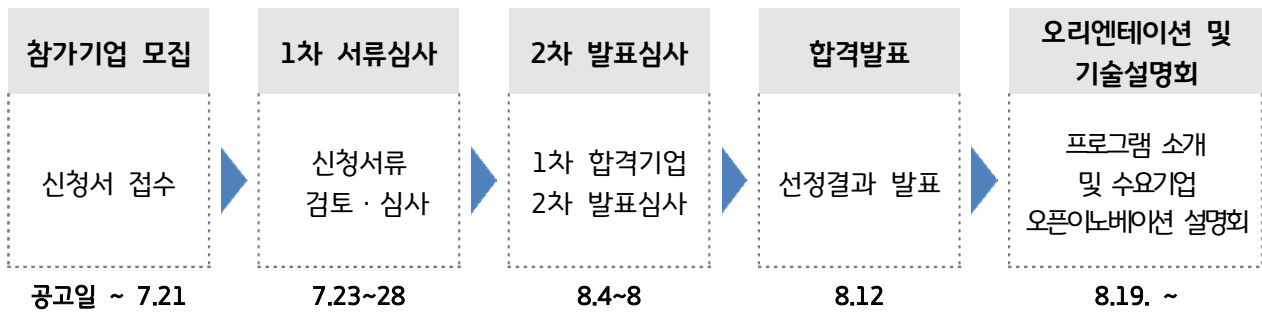 참가기업 모집
신청서 접수
공고일 ~ 7.21
1차 서류심사
신청서류
검토 · 심사
7.23~28
2차 발표심사
1차 합격기업
2차 발표심사
8.4~8
합격발표
선정결과 발표
8.12
오리엔테이션 및
기술설명회
프로그램 소개
및 수요기업
오픈이노베이션 설명회
8.19. ~